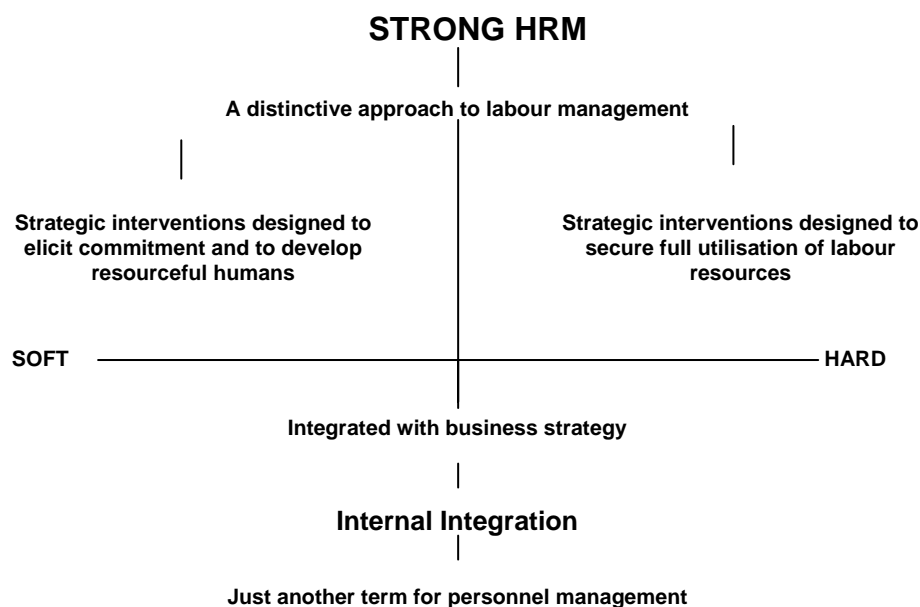 STRONG HRM
A distinctive approach to labour management
Strategic interventions designed to
elicit commitment and to develop
resourceful humans
Strategic interventions designed to
secure full utilisation of labour
resources
SOFT
HARD
Integrated with business strategy
Internal Integration
Just another term for personnel management